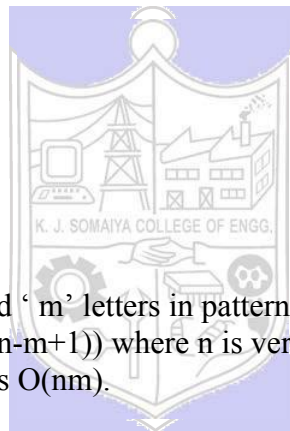 K. J. SOMAIYA COLLEGE OF ENGG.
d ‘ m’ letters in pattern
n-m+1)) where n is ver
s O(nm).